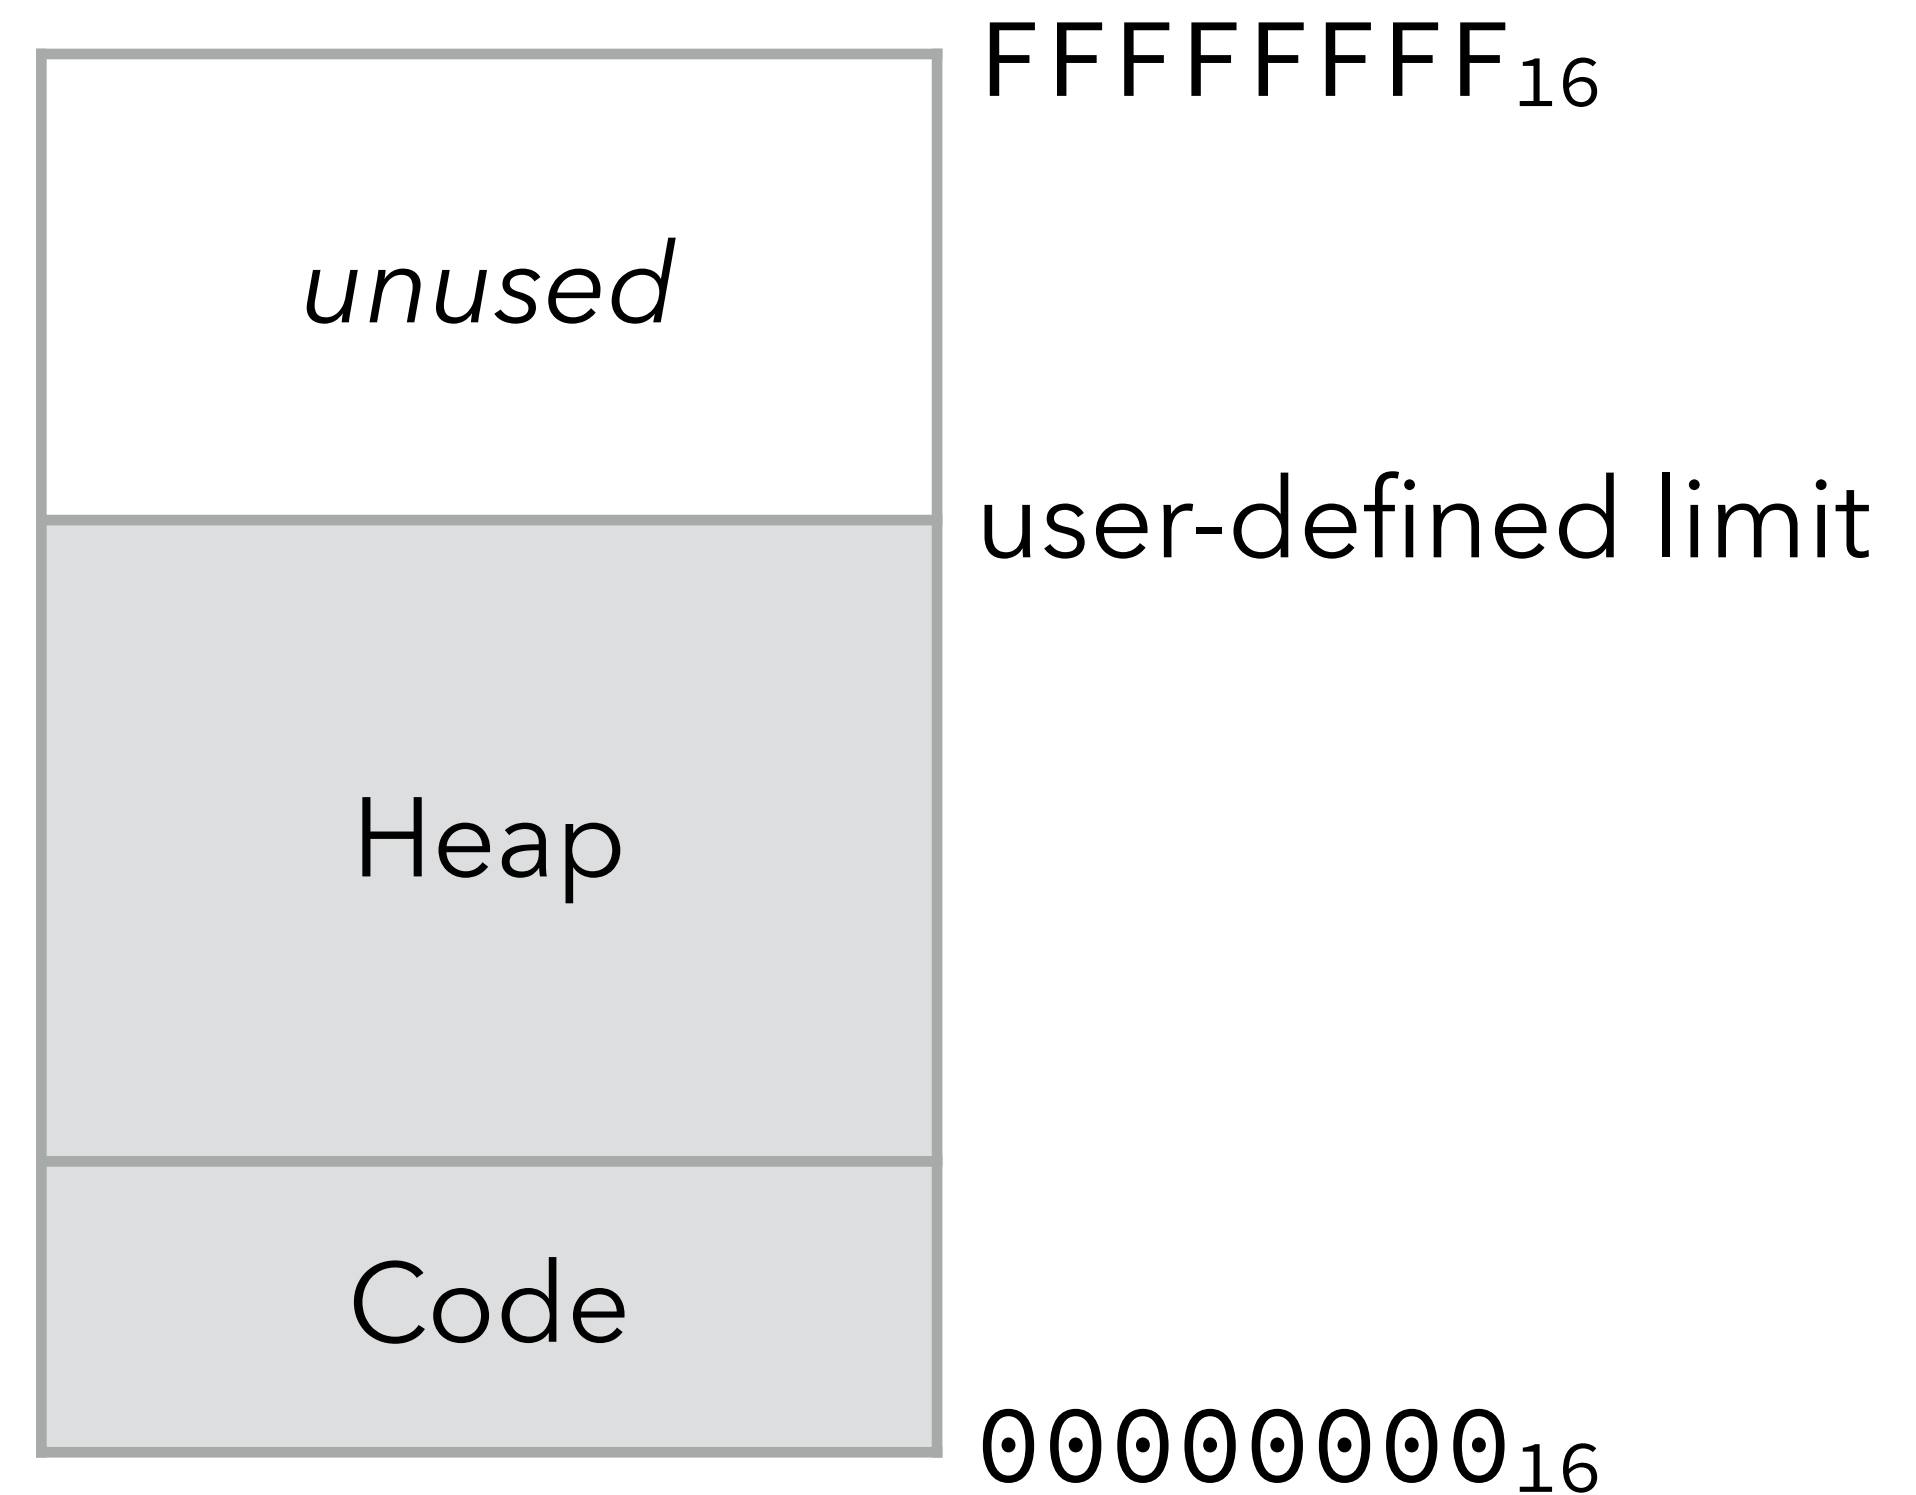 FFFFFFFF₁₆
unused
user-defined limit
Heap
Code
00000000₁₆